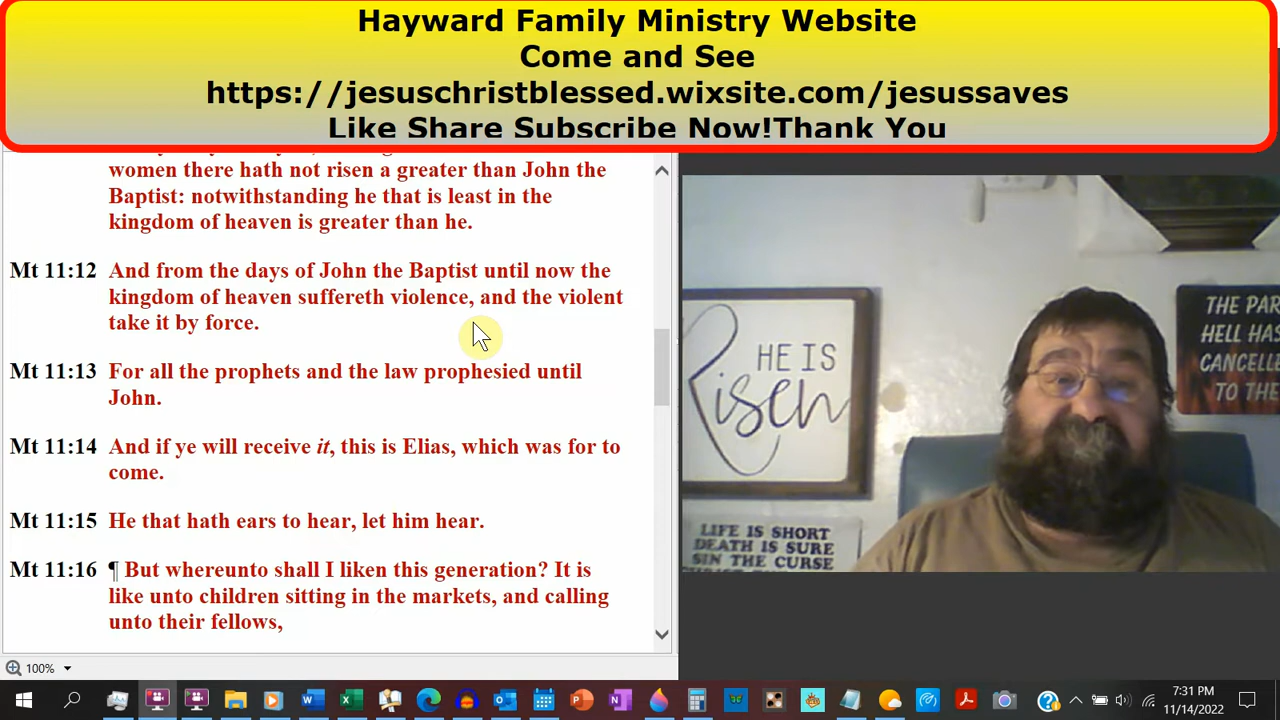 Hayward Family Ministry Website
Come and See
https://jesuschristblessed.wixsite.com/jesussaves
Like Share Subscribe Now!Thank You
women there hath not risen a greater than John the
Baptist: notwithstanding he that is least in the
kingdom of heaven is greater than he.
Mt 11:12 And from the days of John the Baptist until now the
kingdom of heaven suffereth violence, and the violent
take it by force.
Mt 11:13 For all the prophets and the law prophesied until
John.
Mt 11:14 And if ye will receive it, this is Elias, which was for to
come.
Mt 11:15 He that hath ears to hear, let him hear.
Mt 11:16 ¶ But whereunto shall I liken this generation? It is
like unto children sitting in the markets, and calling
unto their fellows,
HE IS
Risen
THE PAR
HELL HAS
CANCELLE
TO THE
LIFE IS SHORT
DEATH IS SURE
SIN THE CURSE
100%
7:31 PM
11/14/2022